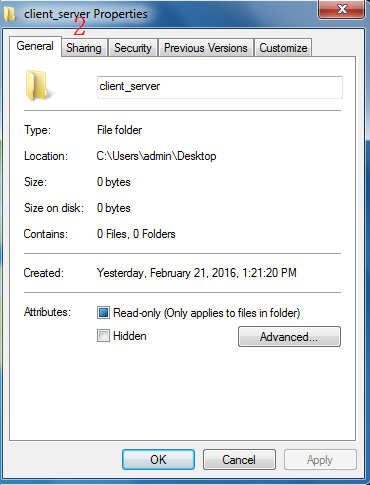 client_server Properties
2
General Sharing Security Previous Versions Customize
client_server
Type: File folder
Location: C:\Users\admin\Desktop
Size: 0 bytes
Size on disk: 0 bytes
Contains: 0 Files, 0 Folders
Created: Yesterday, February 21, 2016, 1:21:20 PM
Attributes: Read-only (Only applies to files in folder)
Hidden Advanced...
OK Cancel Apply